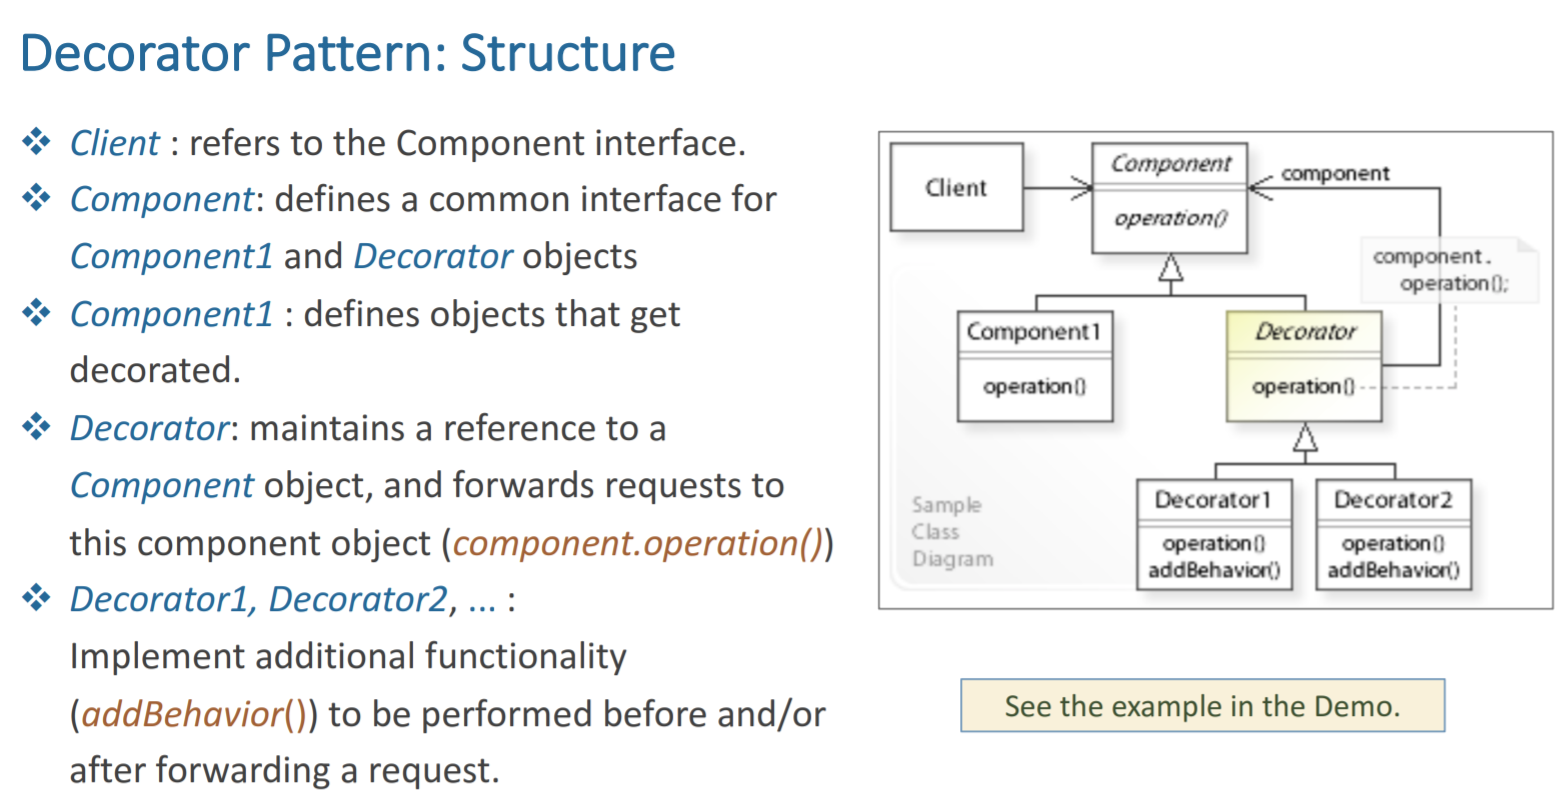 Decorator Pattern: Structure
❖ Client : refers to the Component interface.
❖ Component: defines a common interface for
Component1 and Decorator objects
❖ Component1 : defines objects that get
decorated.
❖ Decorator: maintains a reference to a
Component object, and forwards requests to
this component object (component.operation())
❖ Decorator1, Decorator2, ... :
Implement additional functionality
(addBehavior()) to be performed before and/or
after forwarding a request.
Client
Component
operation()
component
component.
operation();
Component1
operation()
Decorator
operation()
Decorator1
operation()
addBehavior()
Decorator2
operation()
addBehavior()
Sample
Class
Diagram
See the example in the Demo.